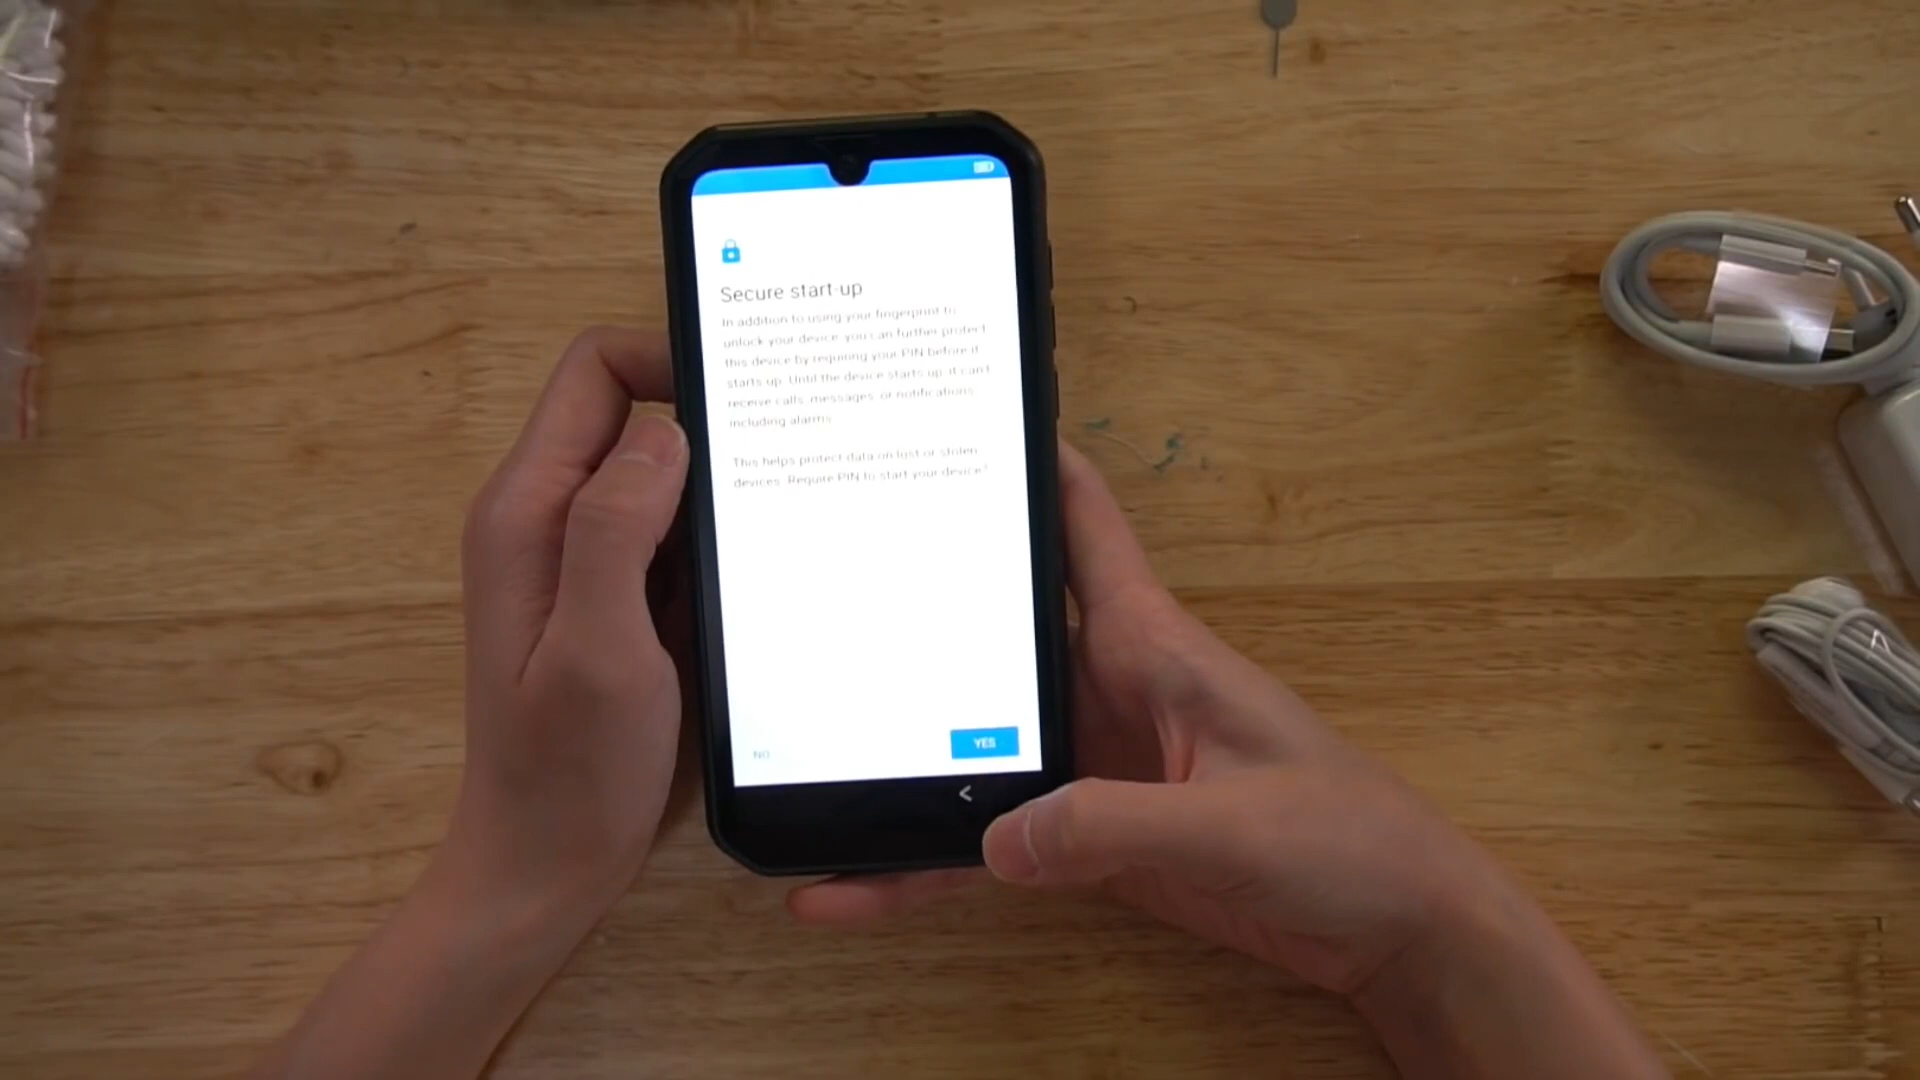 Secure start-up
In addition to using your fingerprint to
unlock your device, you can further protect
this device by requiring your PIN before it
starts up. Until the device starts up, it can't
receive calls, messages, or notifications,
including alarms.
This helps protect data on lost or stolen
devices. Require PIN to start your device?
NO
YES